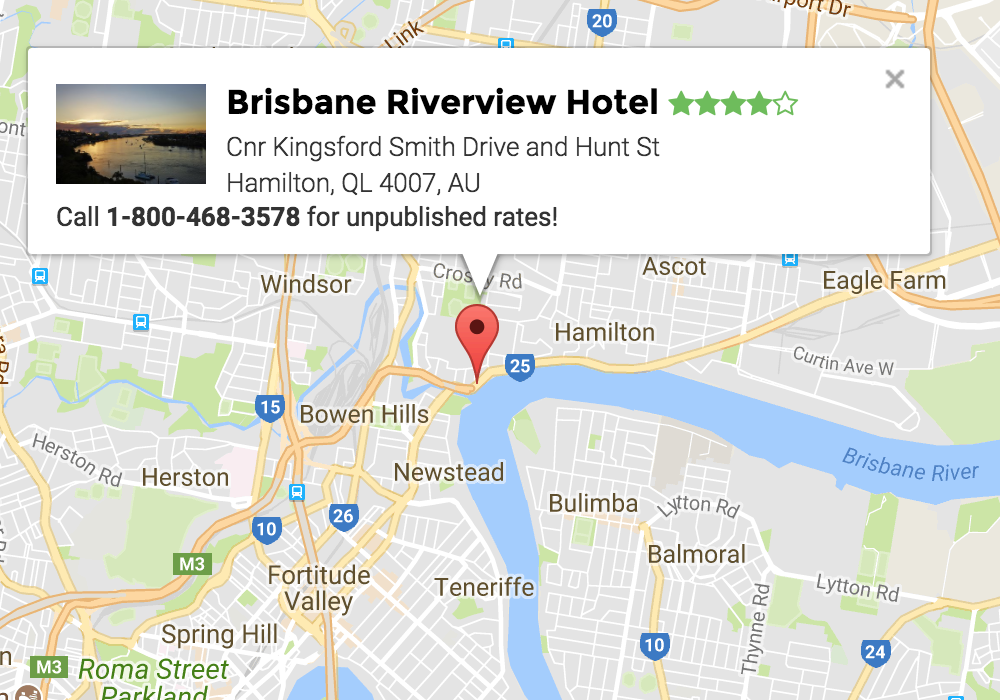 20
Link
port Dr
Brisbane Riverview Hotel
Cnr Kingsford Smith Drive and Hunt St
Hamilton, QL 4007, AU
Call 1-800-468-3578 for unpublished rates!
Windsor
Rd
Ascot
Eagle Farm
Hamilton
25
Curtin Ave W
15
Bowen Hills
Herston Rd
Herston
Newstead
Brisbane River
Bulimba
Lytton Rd
26
10
M3
Balmoral
Fortitude
Valley
Teneriffe
Lytton Rd
Thynne Rd
Spring Hill
10
24
M3
Roma Street
Parkland